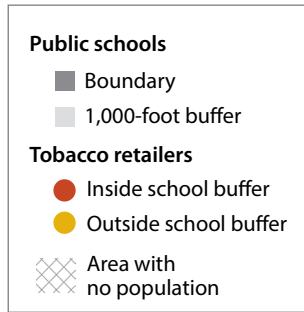 Public schools
Boundary
1,000-foot buffer
Tobacco retailers
Inside school buffer
Outside school buffer
Area with
no population